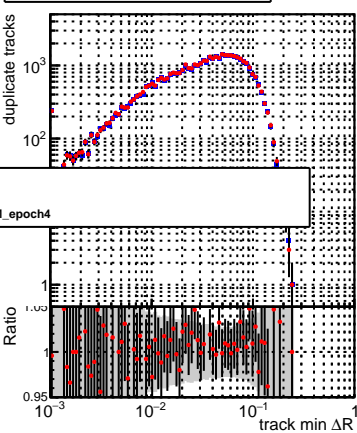 duplicate tracks
10³
10²
l_epoch4
1
Ratio
1.05
1
0.95
10⁻³
10⁻²
10⁻¹
1
track min ΔR